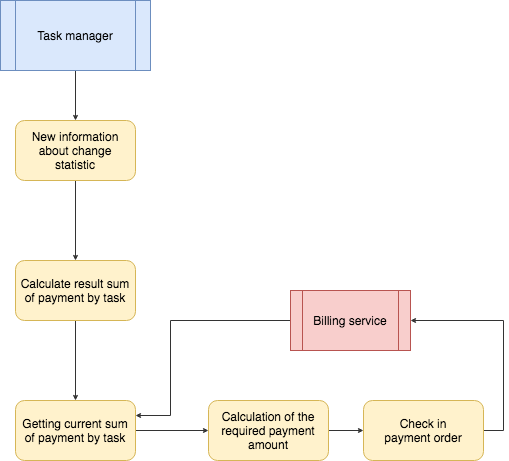 Task manager
New information
about change
statistic
Calculate result sum
of payment by task
Billing service
Getting current sum
of payment by task
Calculation of the
required payment
amount
Check in
payment order